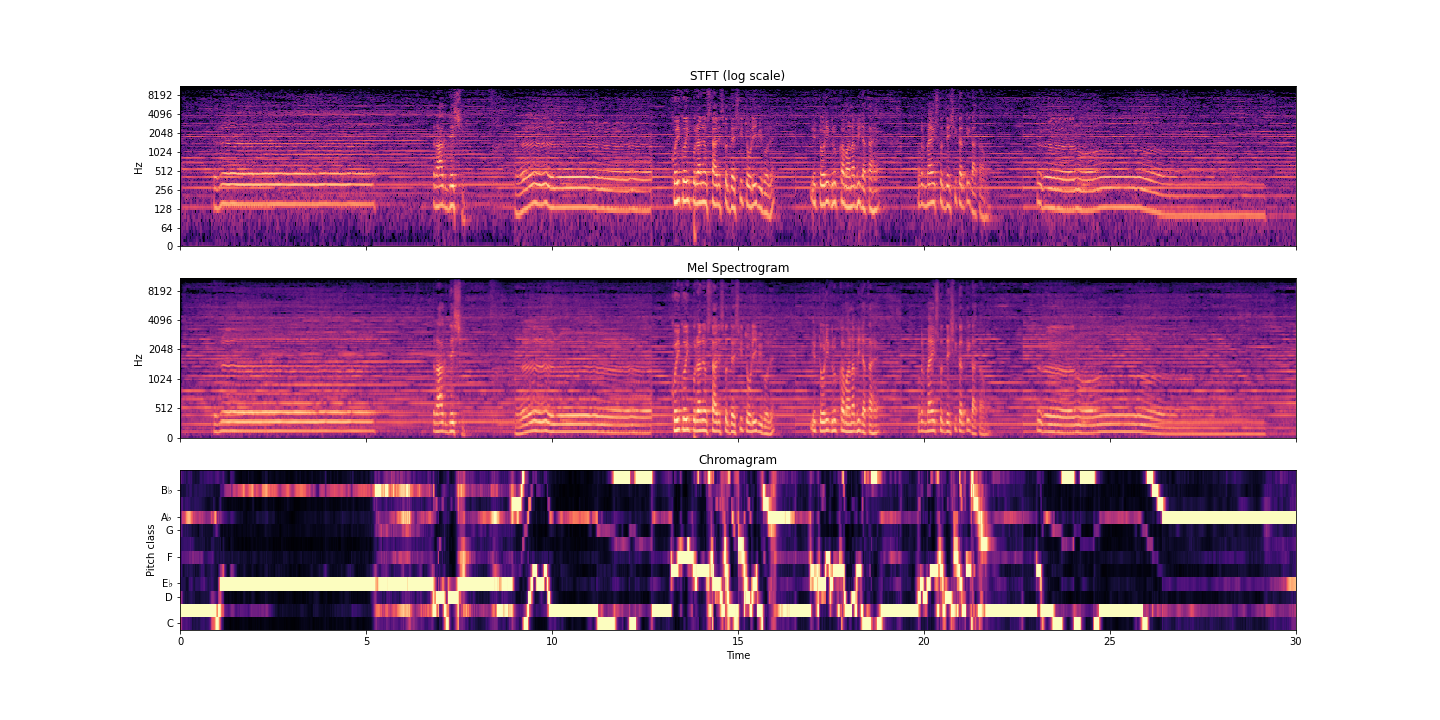 STFT (log scale)
8192
4096
2048
1024
512
256
128
64
0
Hz
Mel Spectrogram
8192
4096
2048
1024
512
0
Hz
Chromagram
B♭
A♭
G
F
E♭
D
C
Pitch class
0 5 10 15 20 25 30
Time